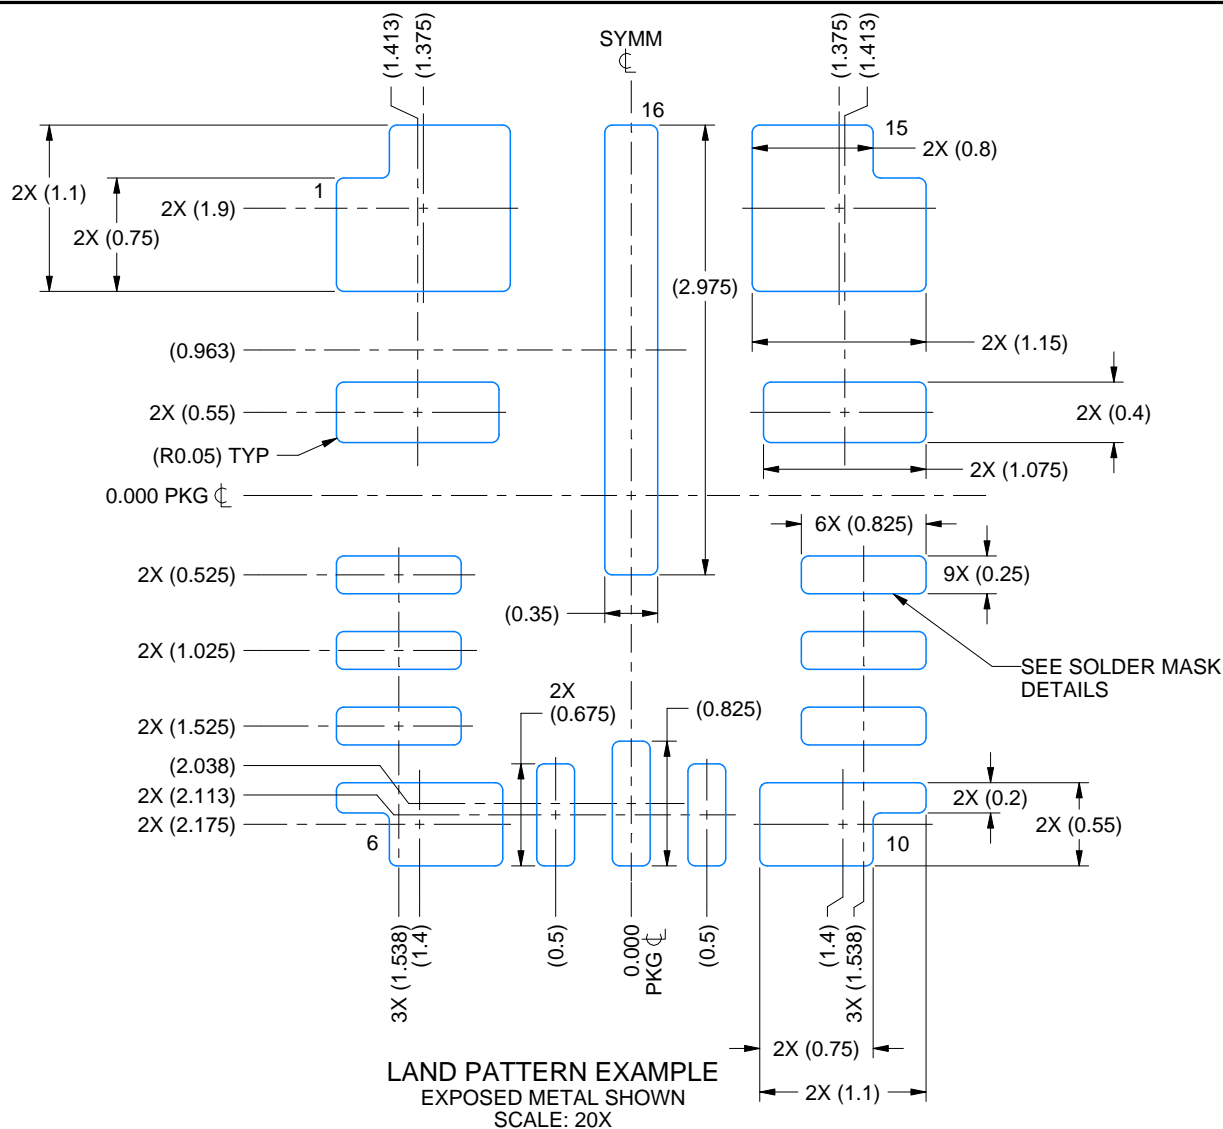 (1.413)
(1.375)
SYMM
℄
(1.375)
(1.413)
16
15
2X (0.8)
2X (1.1)
1
2X (1.9)
2X (0.75)
(2.975)
(0.963)
2X (1.15)
2X (0.55)
2X (0.4)
(R0.05) TYP
2X (1.075)
0.000 PKG ℄
6X (0.825)
2X (0.525)
9X (0.25)
(0.35)
2X (1.025)
SEE SOLDER MASK
DETAILS
2X
(0.675)
(0.825)
2X (1.525)
(2.038)
2X (2.113)
2X (0.2)
2X (2.175)
2X (0.55)
6
10
3X (1.538)
(1.4)
(0.5)
0.000
PKG ℄
(0.5)
(1.4)
3X (1.538)
2X (0.75)
2X (1.1)
LAND PATTERN EXAMPLE
EXPOSED METAL SHOWN
SCALE: 20X